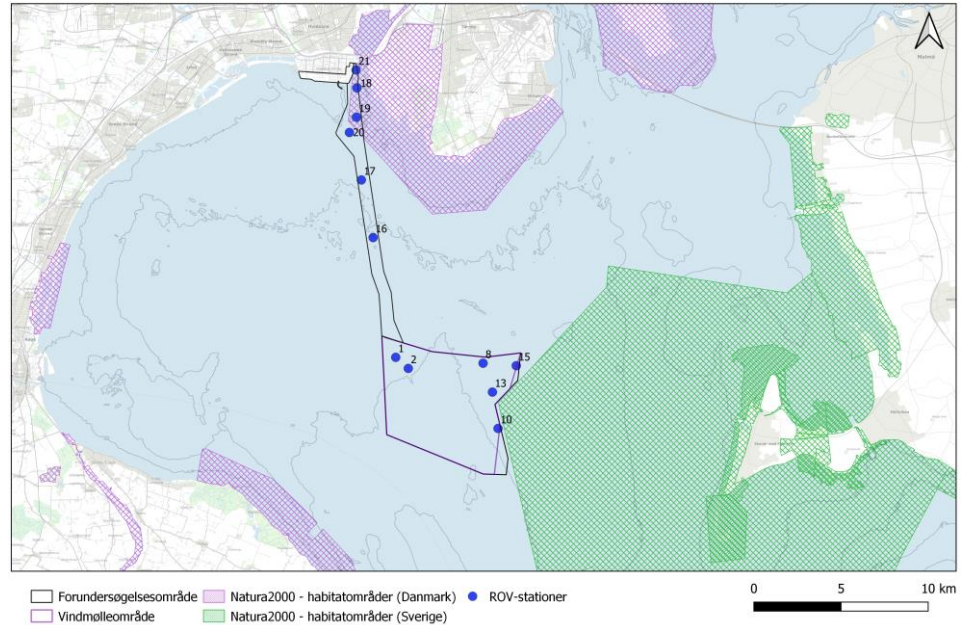 Malmö
21
18
19
20
17
16
1
2
8
15
13
10
Forundersøgelsesområde
Natura2000 - habitatområder (Danmark)
ROV-stationer
0
5
10 km
Vindmølleområde
Natura2000 - habitatområder (Sverige)